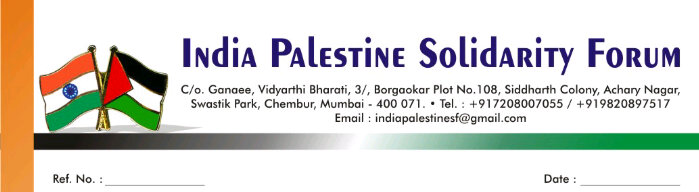 India Palestine Solidarity Forum
C/o. Ganaee, Vidyarthi Bharati, 3/, Borgaokar Plot No.108, Siddharth Colony, Achary Nagar,
Swastik Park, Chembur, Mumbai - 400 071. • Tel. : +917208007055 / +919820897517
Email : indiapalestinesf@gmail.com
Ref. No. : ______________ Date : ______________